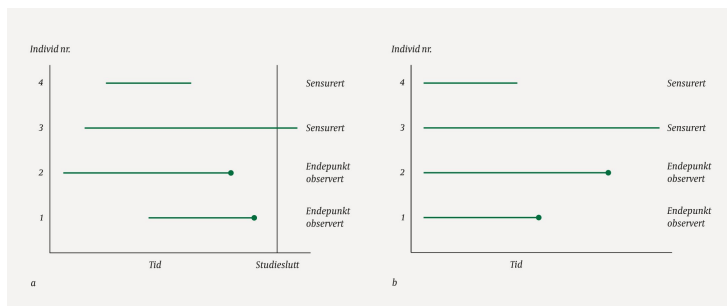 Individ nr.
4
Sensurert
3
Sensurert
2
Endepunkt
observert
1
Endepunkt
observert
Tid
Studieslutt
a
Individ nr.
4
Sensurert
3
Sensurert
2
Endepunkt
observert
1
Endepunkt
observert
Tid
b